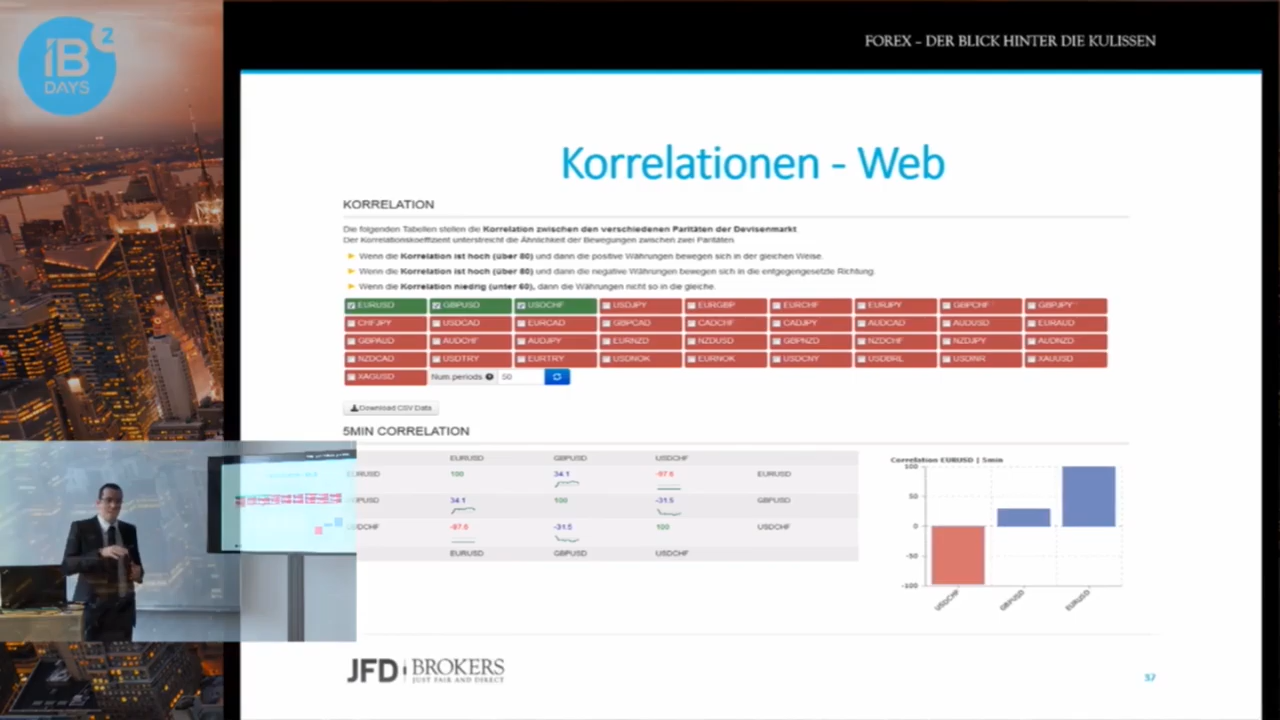 IB 2
DAYS
FOREX – DER BLICK HINTER DIE KULISSEN
Korrelationen - Web
KORRELATION
Die folgenden Tabellen stellen die Korrelation zwischen den verschiedenen Paritäten der Devisenmarkt
Der Korrelationskoeffizient unterstreicht die Ähnlichkeit der Bewegungen zwischen zwei Paritäten
Wenn die Korrelation ist hoch (über 80) und dann die positive Währungen bewegen sich in der gleichen Weise.
Wenn die Korrelation ist hoch (über 80) und dann die negative Währungen bewegen sich in die entgegengesetzte Richtung.
Wenn die Korrelation niedrig (unter 60), dann die Währungen nicht so in die gleiche.
EURUSD GBPUSD USDCHF USDJPY EURGBP EURCHF EURJPY GBPCHF GBPJPY
CHFJPY USDCAD EURCAD GBPCAD CADCHF CADJPY AUDCAD AUDUSD EURAUD
GBPAUD AUDCHF AUDJPY EURNZD NZDUSD GBPNZD NZDCHF NZDJPY AUDNZD
NZDCAD USDTRY EURTRY USDNOK EURNOK USDCNY USDBRL USDINR XAUUSD
XAGUSD Num periods 50
Download CSV Data
5MIN CORRELATION
EURUSD GBPUSD USDCHF
EURUSD 100 34.1 -97.6 EURUSD
34.1 100 -31.5 GBPUSD
-97.6 -31.5 100 USDCHF
EURUSD GBPUSD USDCHF
Correlation EURUSD | 5min
100
50
0
-50
-100
USDCHF GBPUSD EURUSD
JFD BROKERS
JUST FAIR AND DIRECT
37